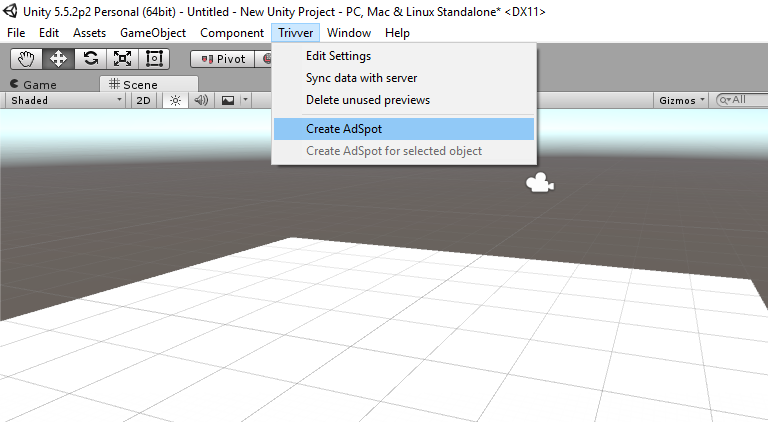 Unity 5.5.2p2 Personal (64bit) - Untitled - New Unity Project - PC, Mac & Linux Standalone* <DX11>
File Edit Assets GameObject Component Trivver Window Help
Pivot
Edit Settings
Sync data with server
Delete unused previews
Create AdSpot
Create AdSpot for selected object
Game Scene
Shaded 2D Gizmos All